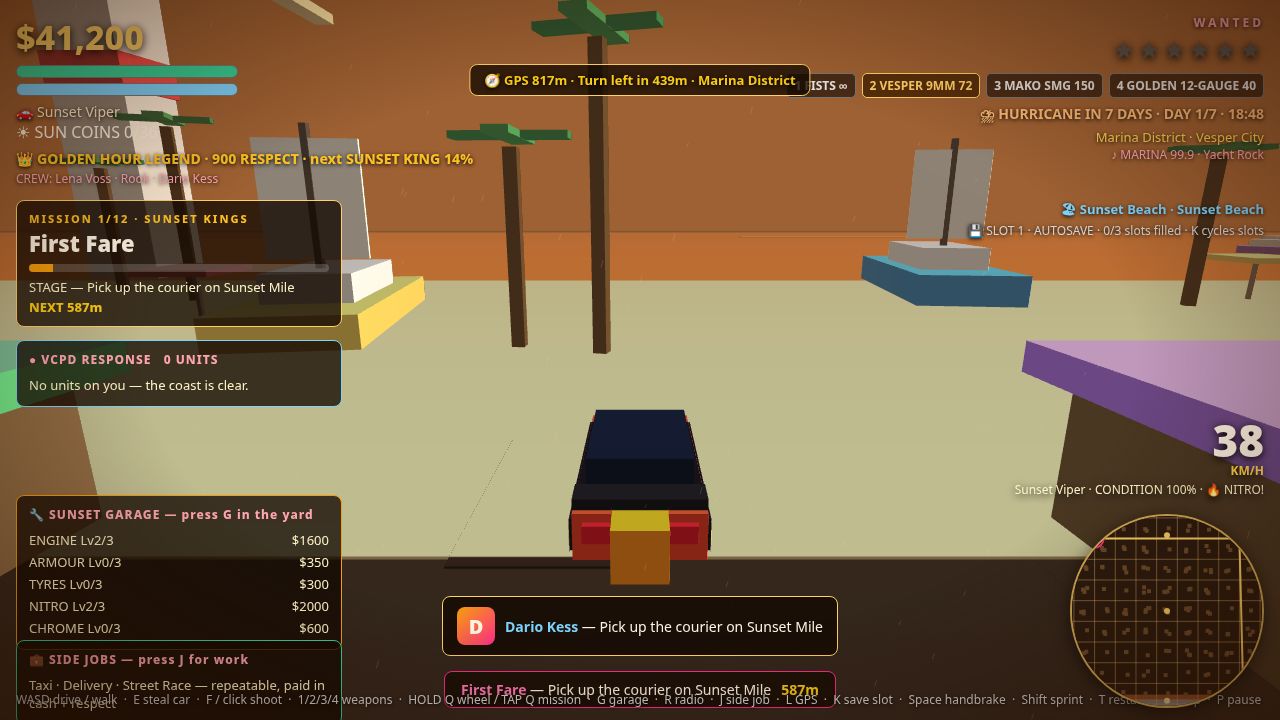 $41,200
🚗 Sunset Viper
☀ SUN COINS 0/
👑 GOLDEN HOUR LEGEND · 900 RESPECT · next SUNSET KING 14%
CREW: Lena Voss · Rook · Dario Kess
MISSION 1/12 · SUNSET KINGS
First Fare
STAGE — Pick up the courier on Sunset Mile
NEXT 587m
● VCPD RESPONSE 0 UNITS
No units on you — the coast is clear.
🔧 SUNSET GARAGE — press G in the yard
ENGINE Lv2/3 $1600
ARMOUR Lv0/3 $350
TYRES Lv0/3 $300
NITRO Lv2/3 $2000
CHROME Lv0/3 $600
💼 SIDE JOBS — press J for work
Taxi · Delivery · Street Race — repeatable, paid in
cash + respect
🧭 GPS 817m · Turn left in 439m · Marina District
WANTED
★ ★ ★ ★ ★ ★
FISTS ∞
2 VESPER 9MM 72
3 MAKO SMG 150
4 GOLDEN 12-GAUGE 40
⛈ HURRICANE IN 7 DAYS · DAY 1/7 · 18:48
Marina District · Vesper City
♪ MARINA 99.9 · Yacht Rock
🏖 Sunset Beach · Sunset Beach
💾 SLOT 1 · AUTOSAVE · 0/3 slots filled · K cycles slots
38
KM/H
Sunset Viper · CONDITION 100% · 🔥 NITRO!
D
Dario Kess — Pick up the courier on Sunset Mile
First Fare — Pick up the courier on Sunset Mile 587m
WASD drive / walk · E steal car · F / click shoot · 1/2/3/4 weapons · HOLD Q wheel / TAP Q mission · G garage · R radio · J side job · L GPS · K save slot · Space handbrake · Shift sprint · T · P pause